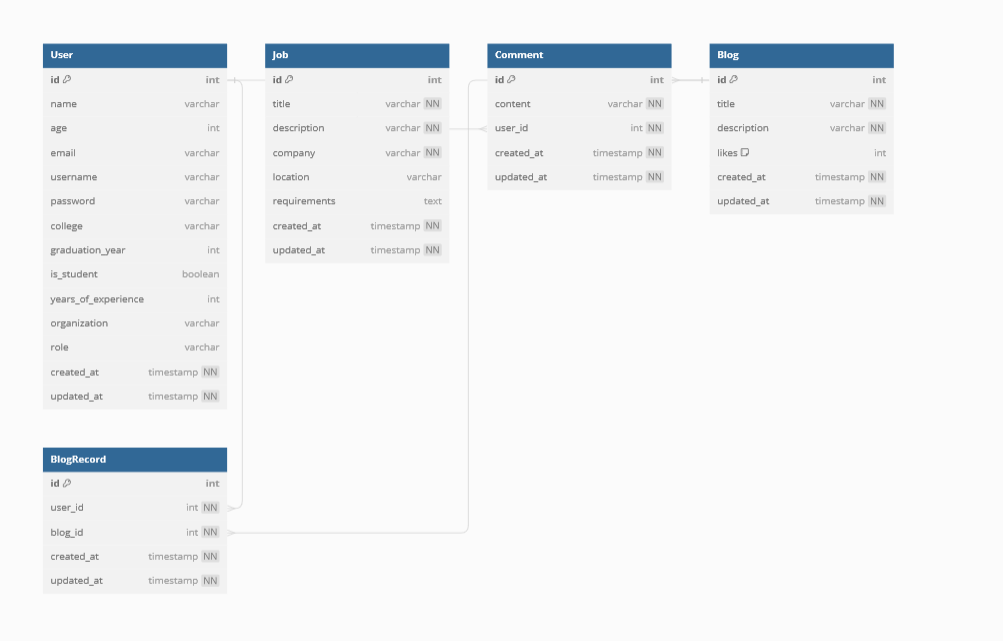 User
id int
name varchar
age int
email varchar
username varchar
password varchar
college varchar
graduation_year int
is_student boolean
years_of_experience int
organization varchar
role varchar
created_at timestamp NN
updated_at timestamp NN
Job
id int
title varchar NN
description varchar NN
company varchar NN
location varchar
requirements text
created_at timestamp NN
updated_at timestamp NN
Comment
id int
content varchar NN
user_id int NN
created_at timestamp NN
updated_at timestamp NN
Blog
id int
title varchar NN
description varchar NN
likes int
created_at timestamp NN
updated_at timestamp NN
BlogRecord
id int
user_id int NN
blog_id int NN
created_at timestamp NN
updated_at timestamp NN